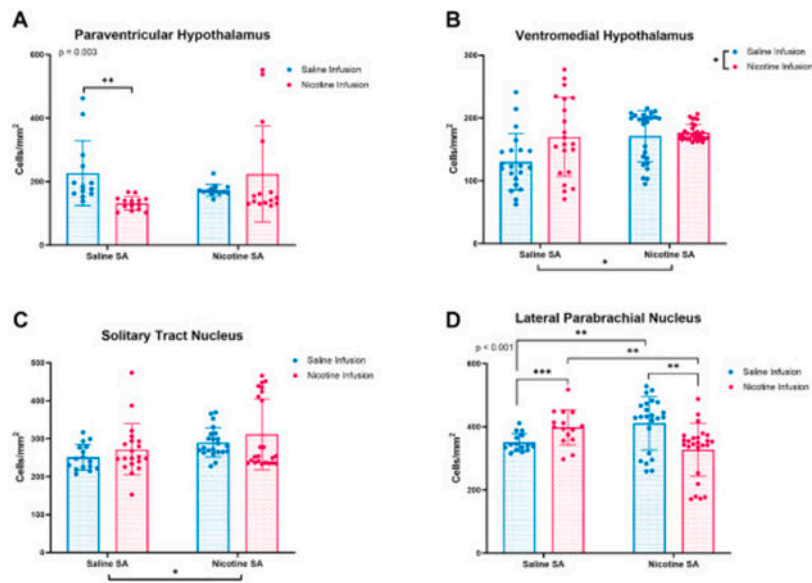 A
Paraventricular Hypothalamus
p = 0.003
Saline Infusion
Nicotine Infusion
**
Cells/mm²
600
400
200
0
Saline SA
Nicotine SA
B
Ventromedial Hypothalamus
Saline Infusion
Nicotine Infusion
*
Cells/mm²
300
200
100
0
Saline SA
Nicotine SA
*
C
Solitary Tract Nucleus
Saline Infusion
Nicotine Infusion
Cells/mm²
500
400
300
200
100
0
Saline SA
Nicotine SA
*
D
Lateral Parabrachial Nucleus
p < 0.001
**
**
***
**
Saline Infusion
Nicotine Infusion
Cells/mm²
600
400
200
0
Saline SA
Nicotine SA